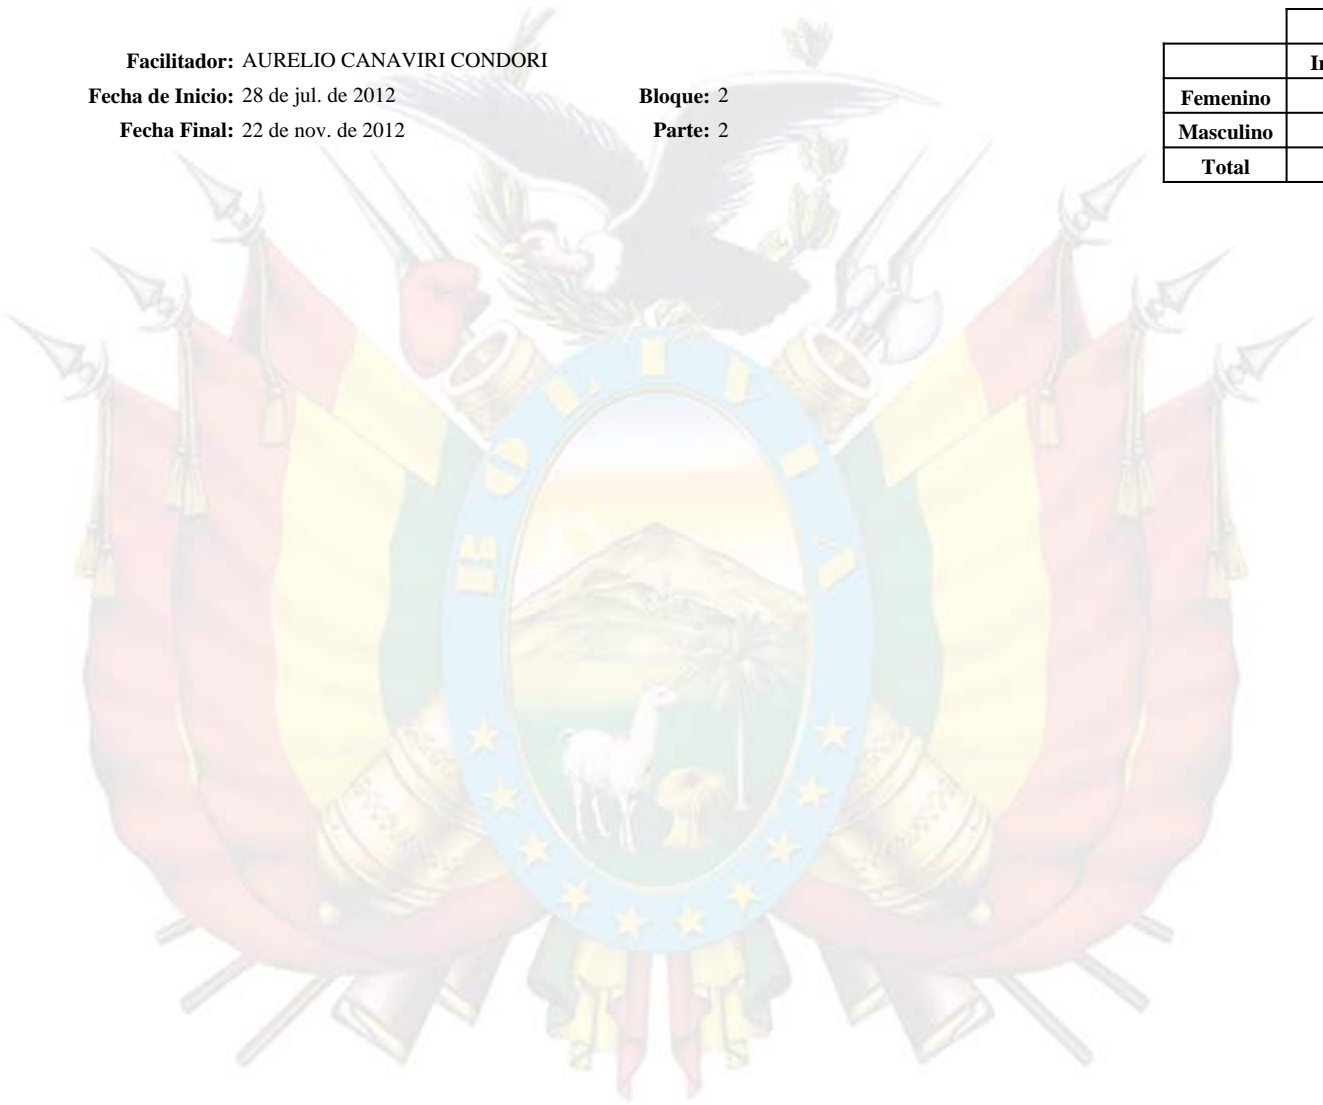 Facilitador: AURELIO CANAVIRI CONDORI
Fecha de Inicio: 28 de jul. de 2012 Bloque: 2
Fecha Final: 22 de nov. de 2012 Parte: 2
Femenino
Masculino
Total
BOLIVIA